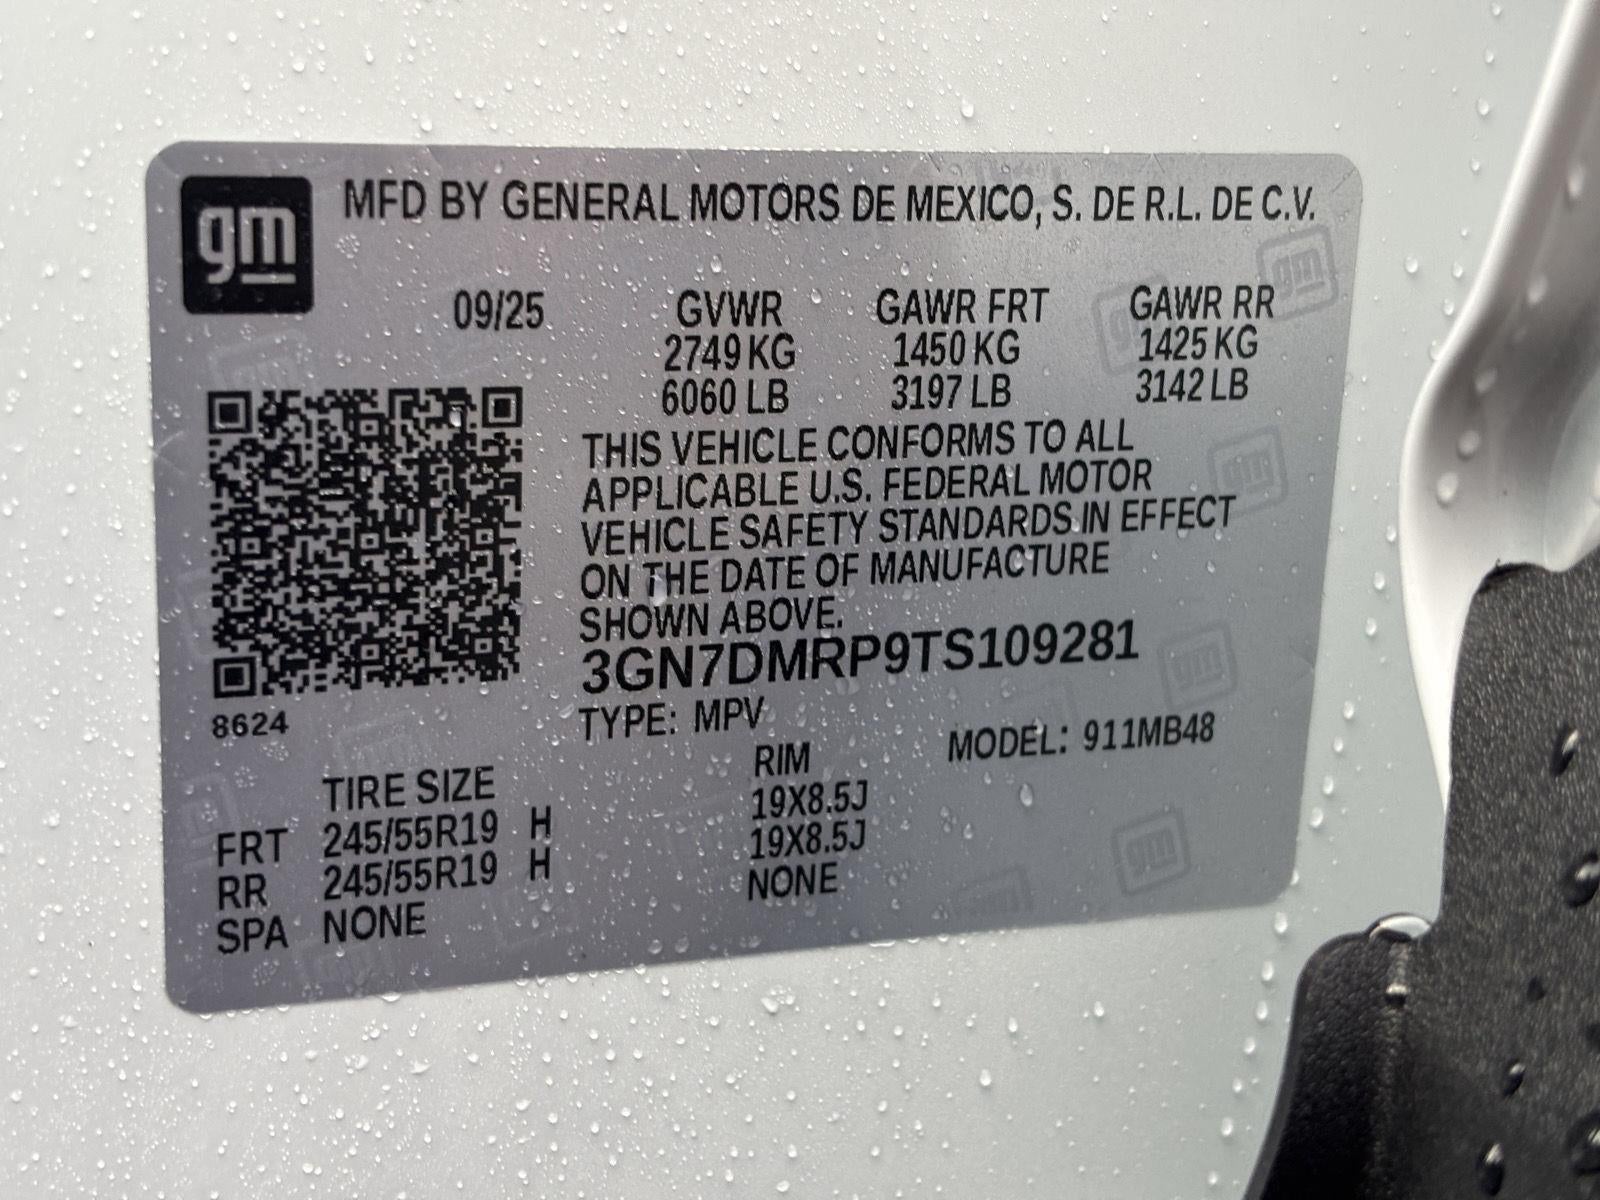 gm MFD BY GENERAL MOTORS DE MEXICO, S. DE R.L. DE C.V.
09/25 GVWR GAWR FRT GAWR RR
2749 KG 1450 KG 1425 KG
6060 LB 3197 LB 3142 LB
THIS VEHICLE CONFORMS TO ALL
APPLICABLE U.S. FEDERAL MOTOR
VEHICLE SAFETY STANDARDS IN EFFECT
ON THE DATE OF MANUFACTURE
SHOWN ABOVE.
3GN7DMRP9TS109281
8624 TYPE: MPV MODEL: 911MB48
TIRE SIZE RIM
FRT 245/55R19 H 19X8.5J
RR 245/55R19 H 19X8.5J
SPA NONE NONE